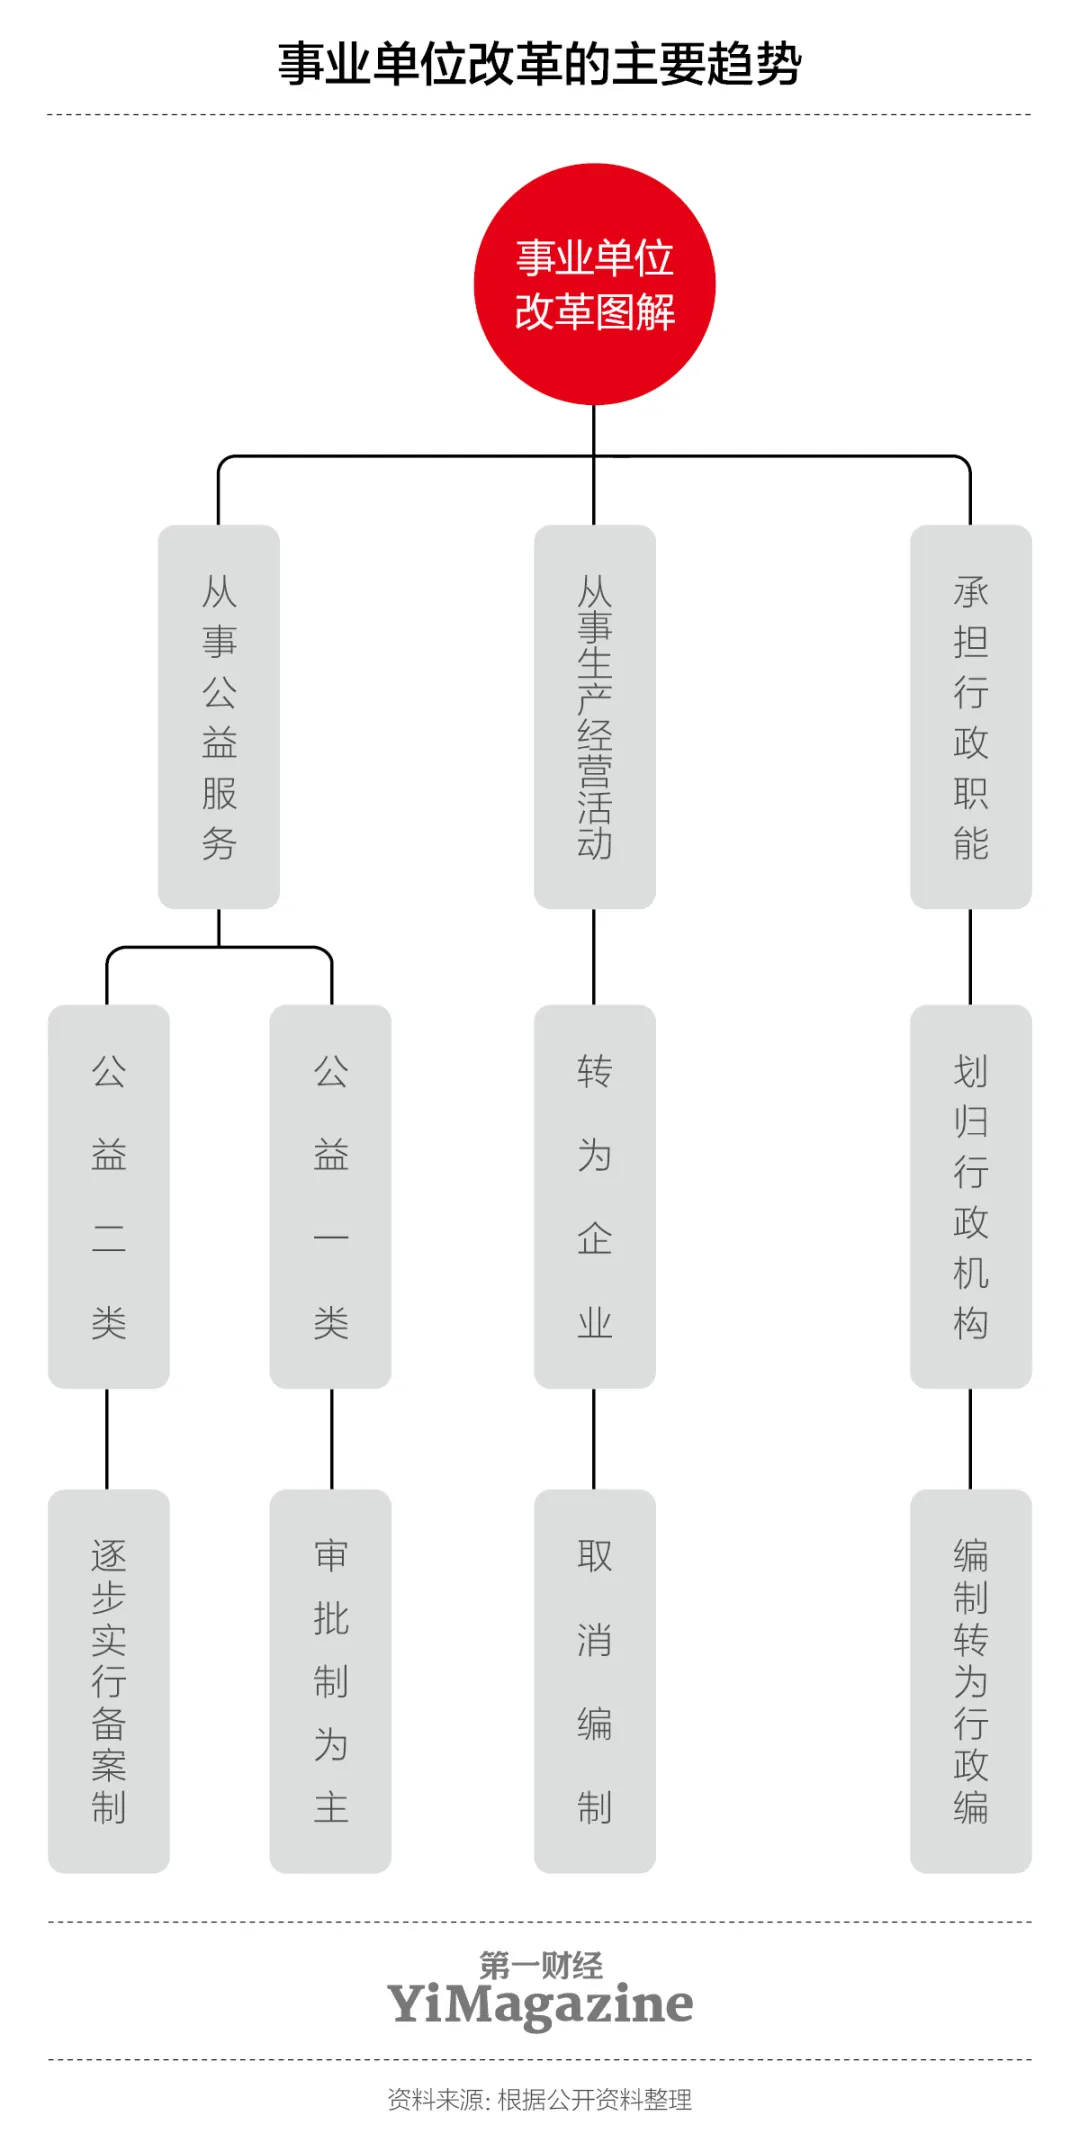 事业单位改革的主要趋势
事业单位
改革图解
从事公益服务
从事生产经营活动
承担行政职能
公益二类
公益一类
转为企业
划归行政机构
逐步实行备案制
审批制为主
取消编制
编制转为行政编
第一财经
YiMagazine
资料来源：根据公开资料整理